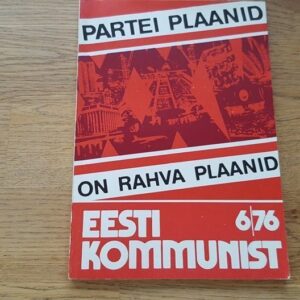 PARTEI PLAANID
ON RAHVA PLAANID
EESTI 6/76
KOMMUNIST